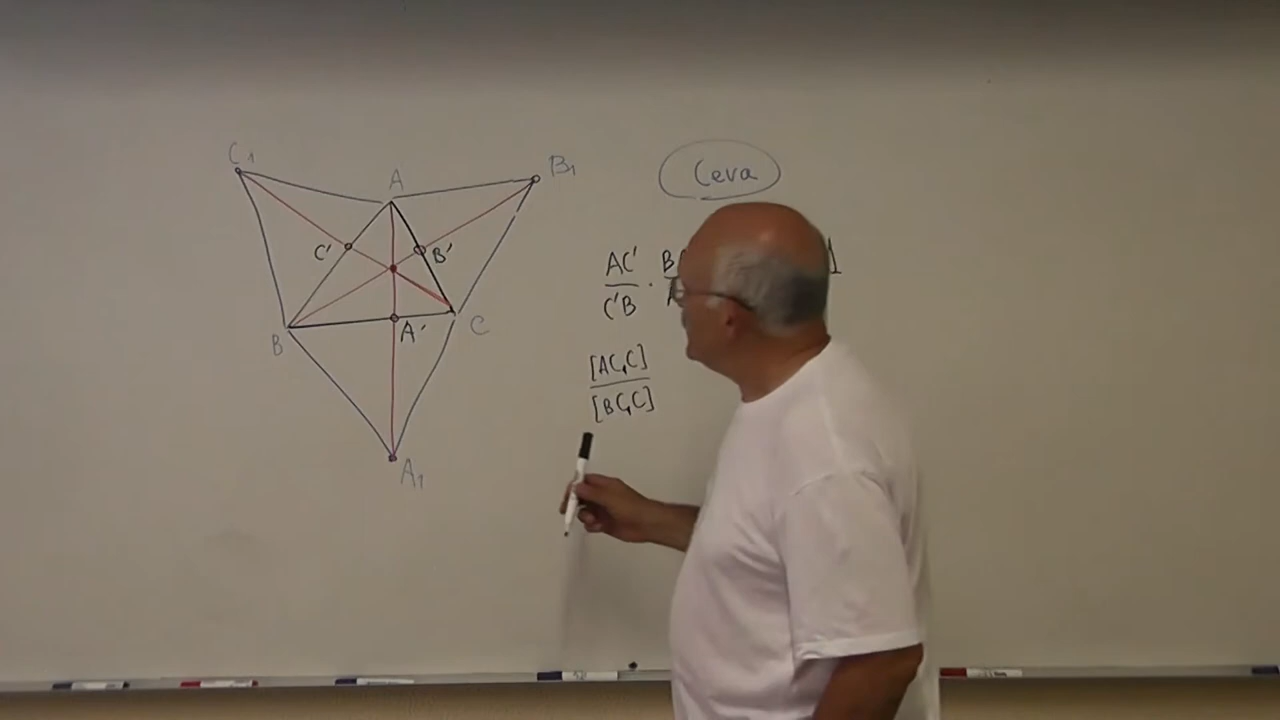 C₁
A
B₁
C'
B'
B
A'
C
A₁
Ceva
AC' / C'B · B
[AC₁C] / [BC₁C]